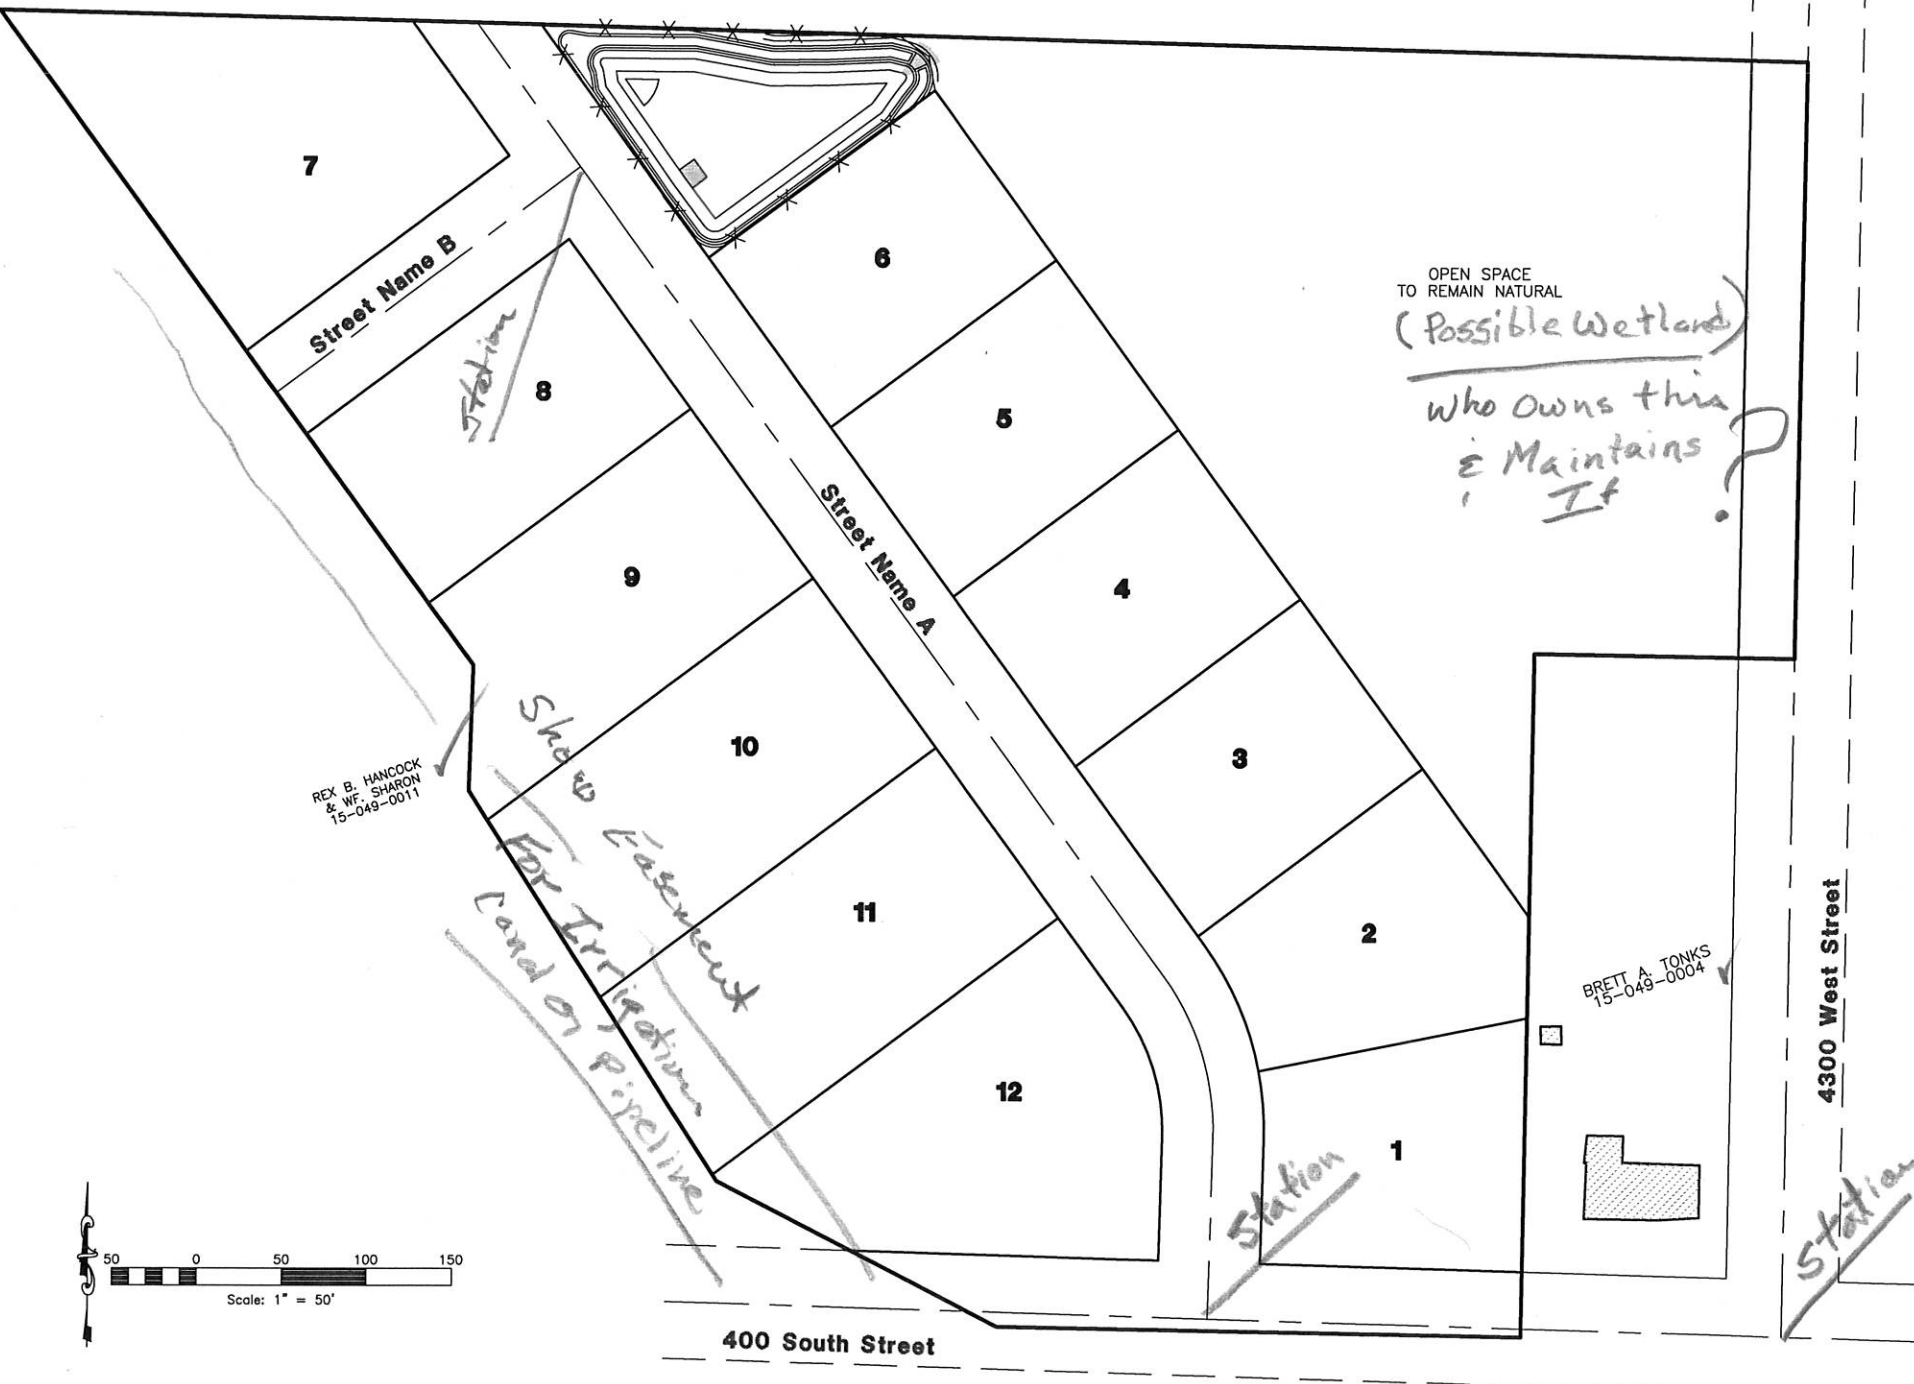 7
Street Name B
6
OPEN SPACE
TO REMAIN NATURAL
(Possible Wetland)
Who Owns this
& Maintains
It ?
Station
8
5
Street Name A
9
4
10
3
Show Easement
For Irrigation
Canal or Pipeline
REX B. HANCOCK
& WF. SHARON
15-049-0011
11
2
BRETT A. TONKS
15-049-0004
4300 West Street
12
1
Station
Station
50 0 50 100 150
Scale: 1" = 50'
400 South Street